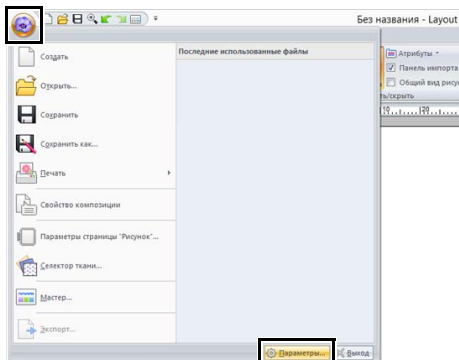 Без названия - Layout
Создать
Открыть...
Сохранить
Сохранить как...
Печать
Свойство композиции
Параметры страницы "Рисунок"...
Селектор ткани...
Мастер...
Экспорт...
Последние использованные файлы
Атрибуты
Панель импорта
Общий вид рису
ть/скрыть
Параметры...
Выход